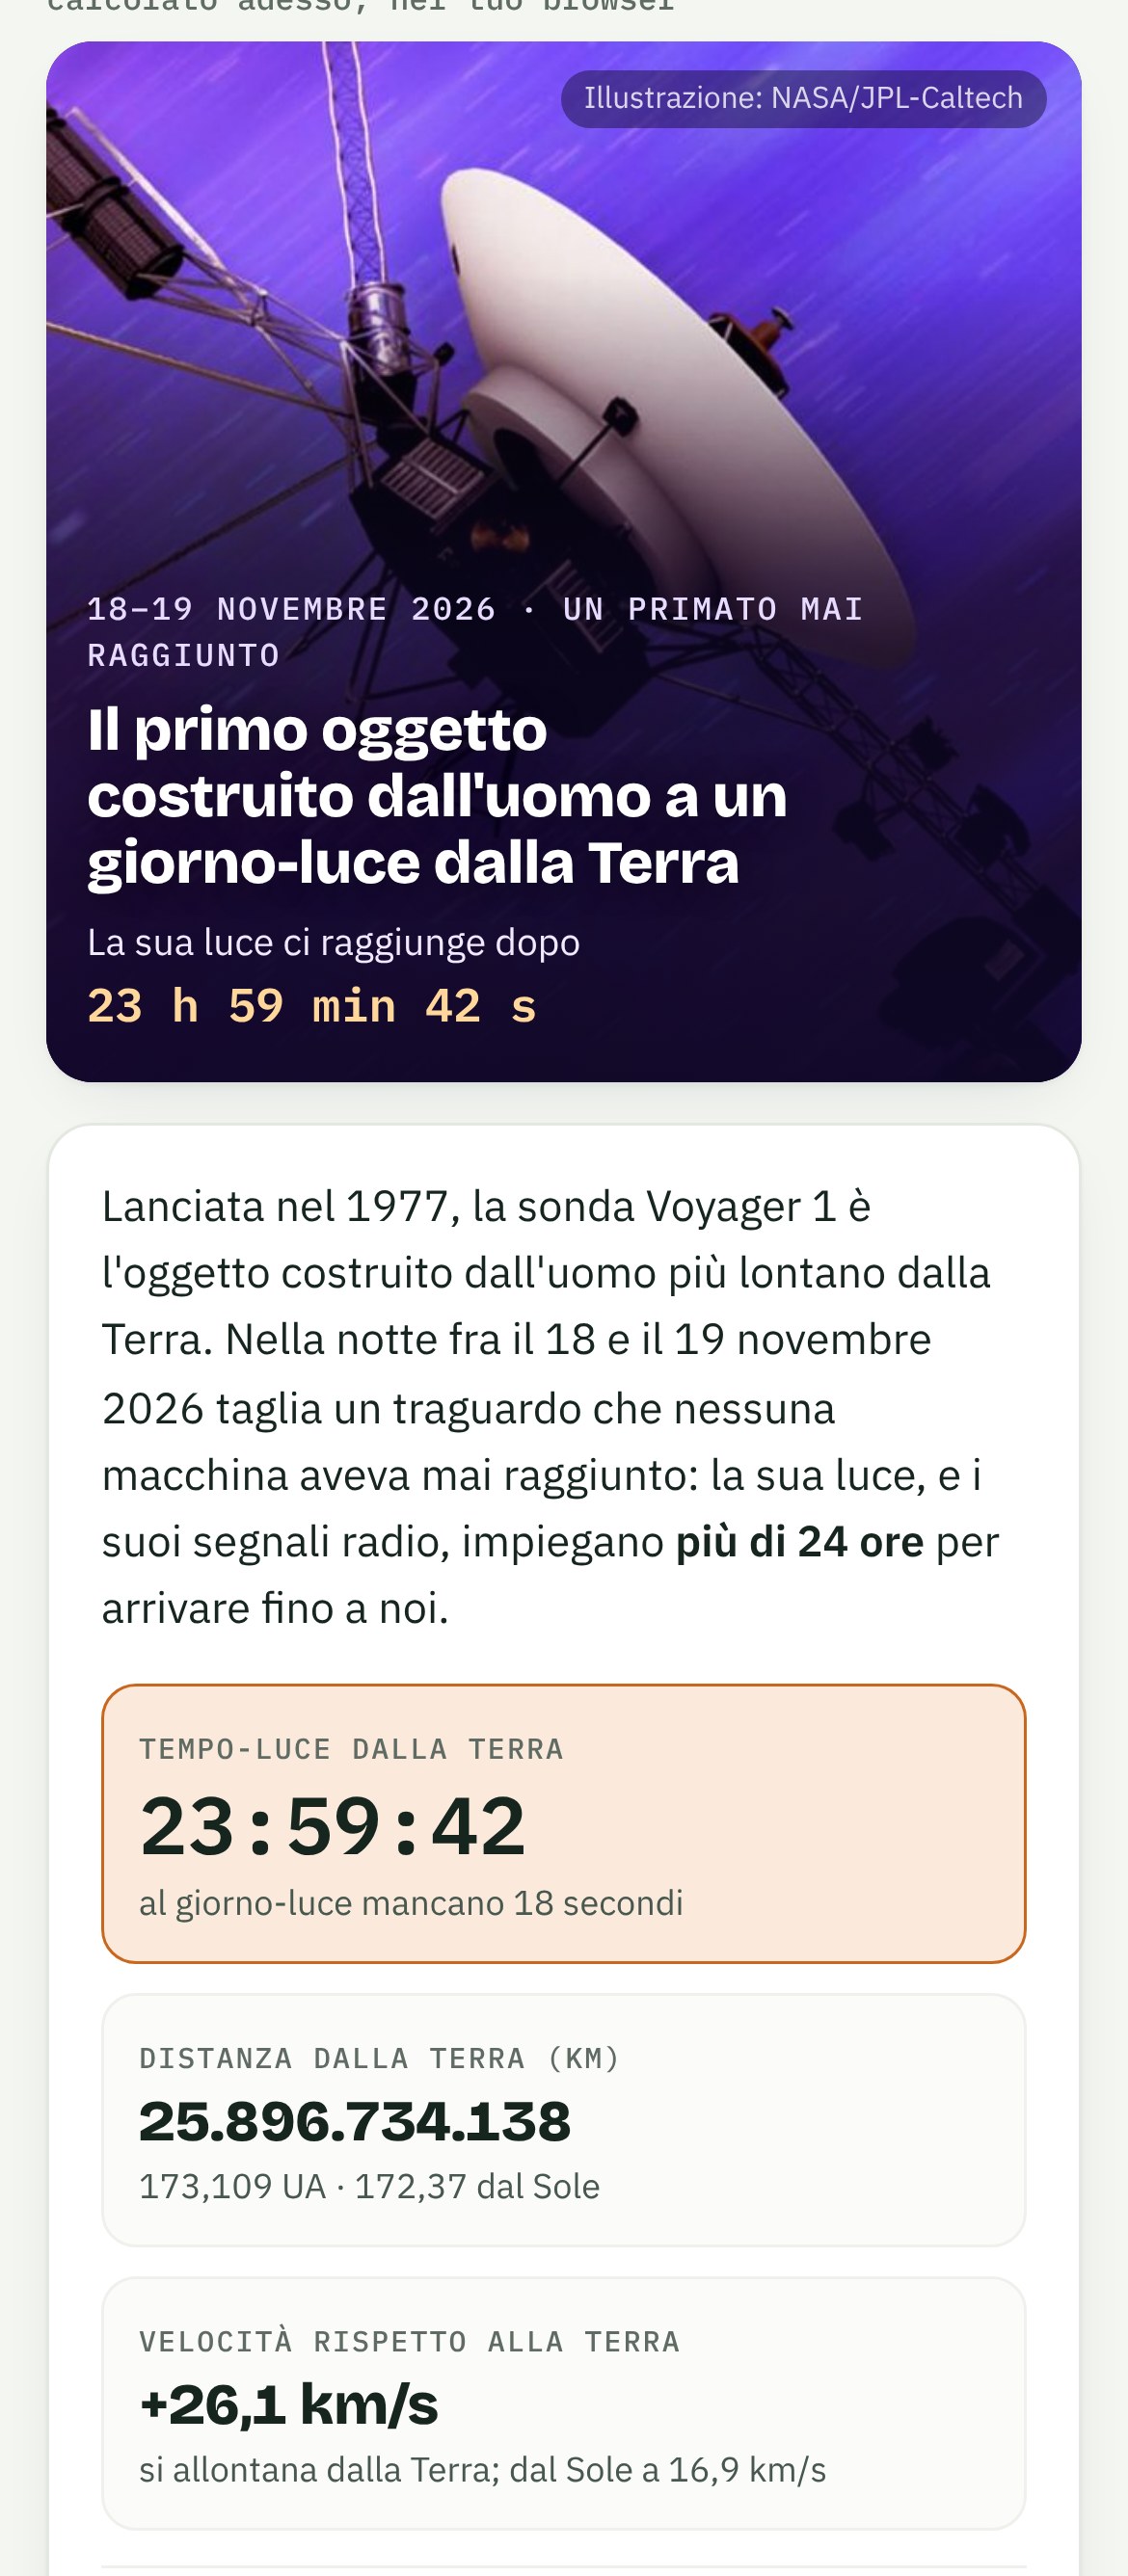 calcolato adesso, nel tuo browser
Illustrazione: NASA/JPL-Caltech
18–19 NOVEMBRE 2026 · UN PRIMATO MAI
RAGGIUNTO
Il primo oggetto
costruito dall'uomo a un
giorno-luce dalla Terra
La sua luce ci raggiunge dopo
23 h 59 min 42 s
Lanciata nel 1977, la sonda Voyager 1 è
l'oggetto costruito dall'uomo più lontano dalla
Terra. Nella notte fra il 18 e il 19 novembre
2026 taglia un traguardo che nessuna
macchina aveva mai raggiunto: la sua luce, e i
suoi segnali radio, impiegano più di 24 ore per
arrivare fino a noi.
TEMPO-LUCE DALLA TERRA
23:59:42
al giorno-luce mancano 18 secondi
DISTANZA DALLA TERRA (KM)
25.896.734.138
173,109 UA · 172,37 dal Sole
VELOCITÀ RISPETTO ALLA TERRA
+26,1 km/s
si allontana dalla Terra; dal Sole a 16,9 km/s